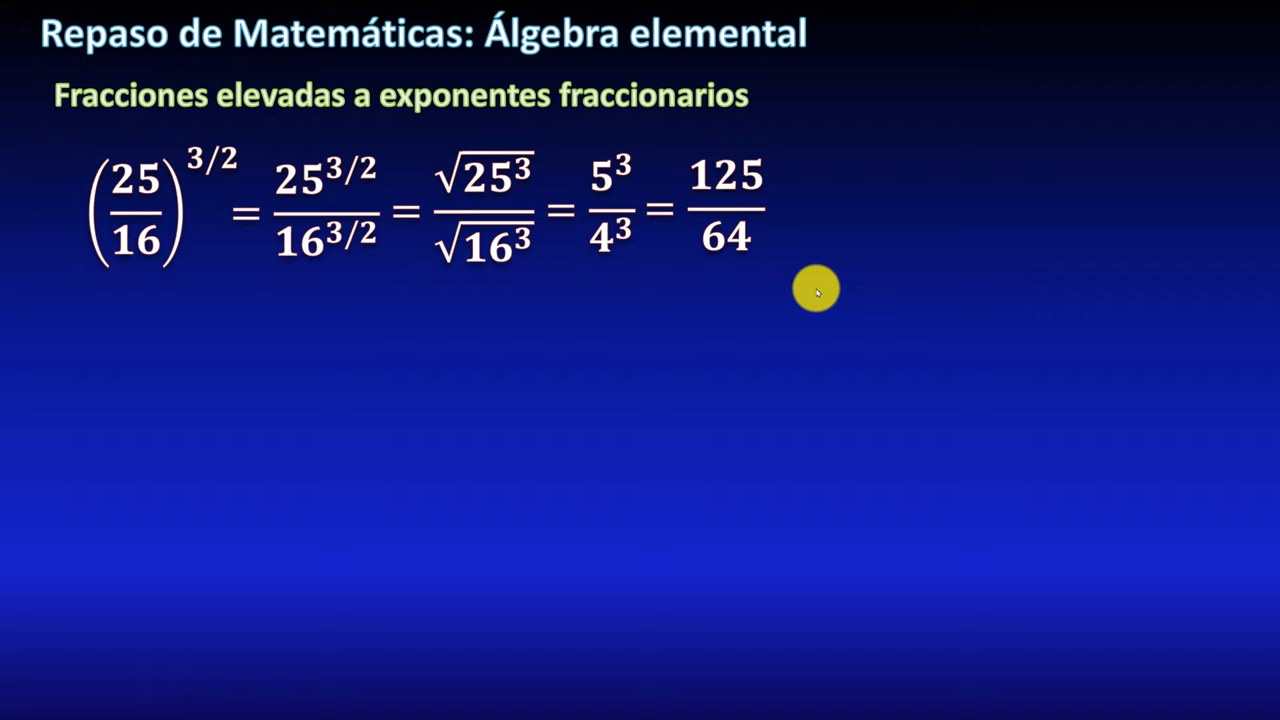 Repaso de Matemáticas: Álgebra elemental
Fracciones elevadas a exponentes fraccionarios
(25/16)^{3/2} = 25^{3/2}/16^{3/2} = √(25³)/√(16³) = 5³/4³ = 125/64